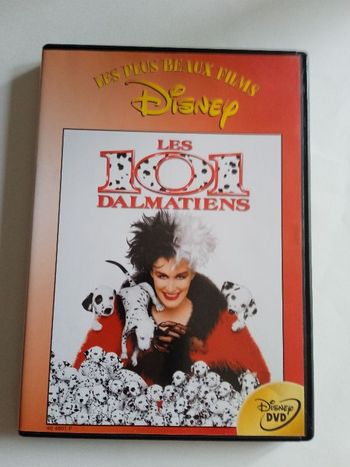 LES PLUS BEAUX FILMS
DISNEY
LES
101
DALMATIENS
DISNEY
DVD